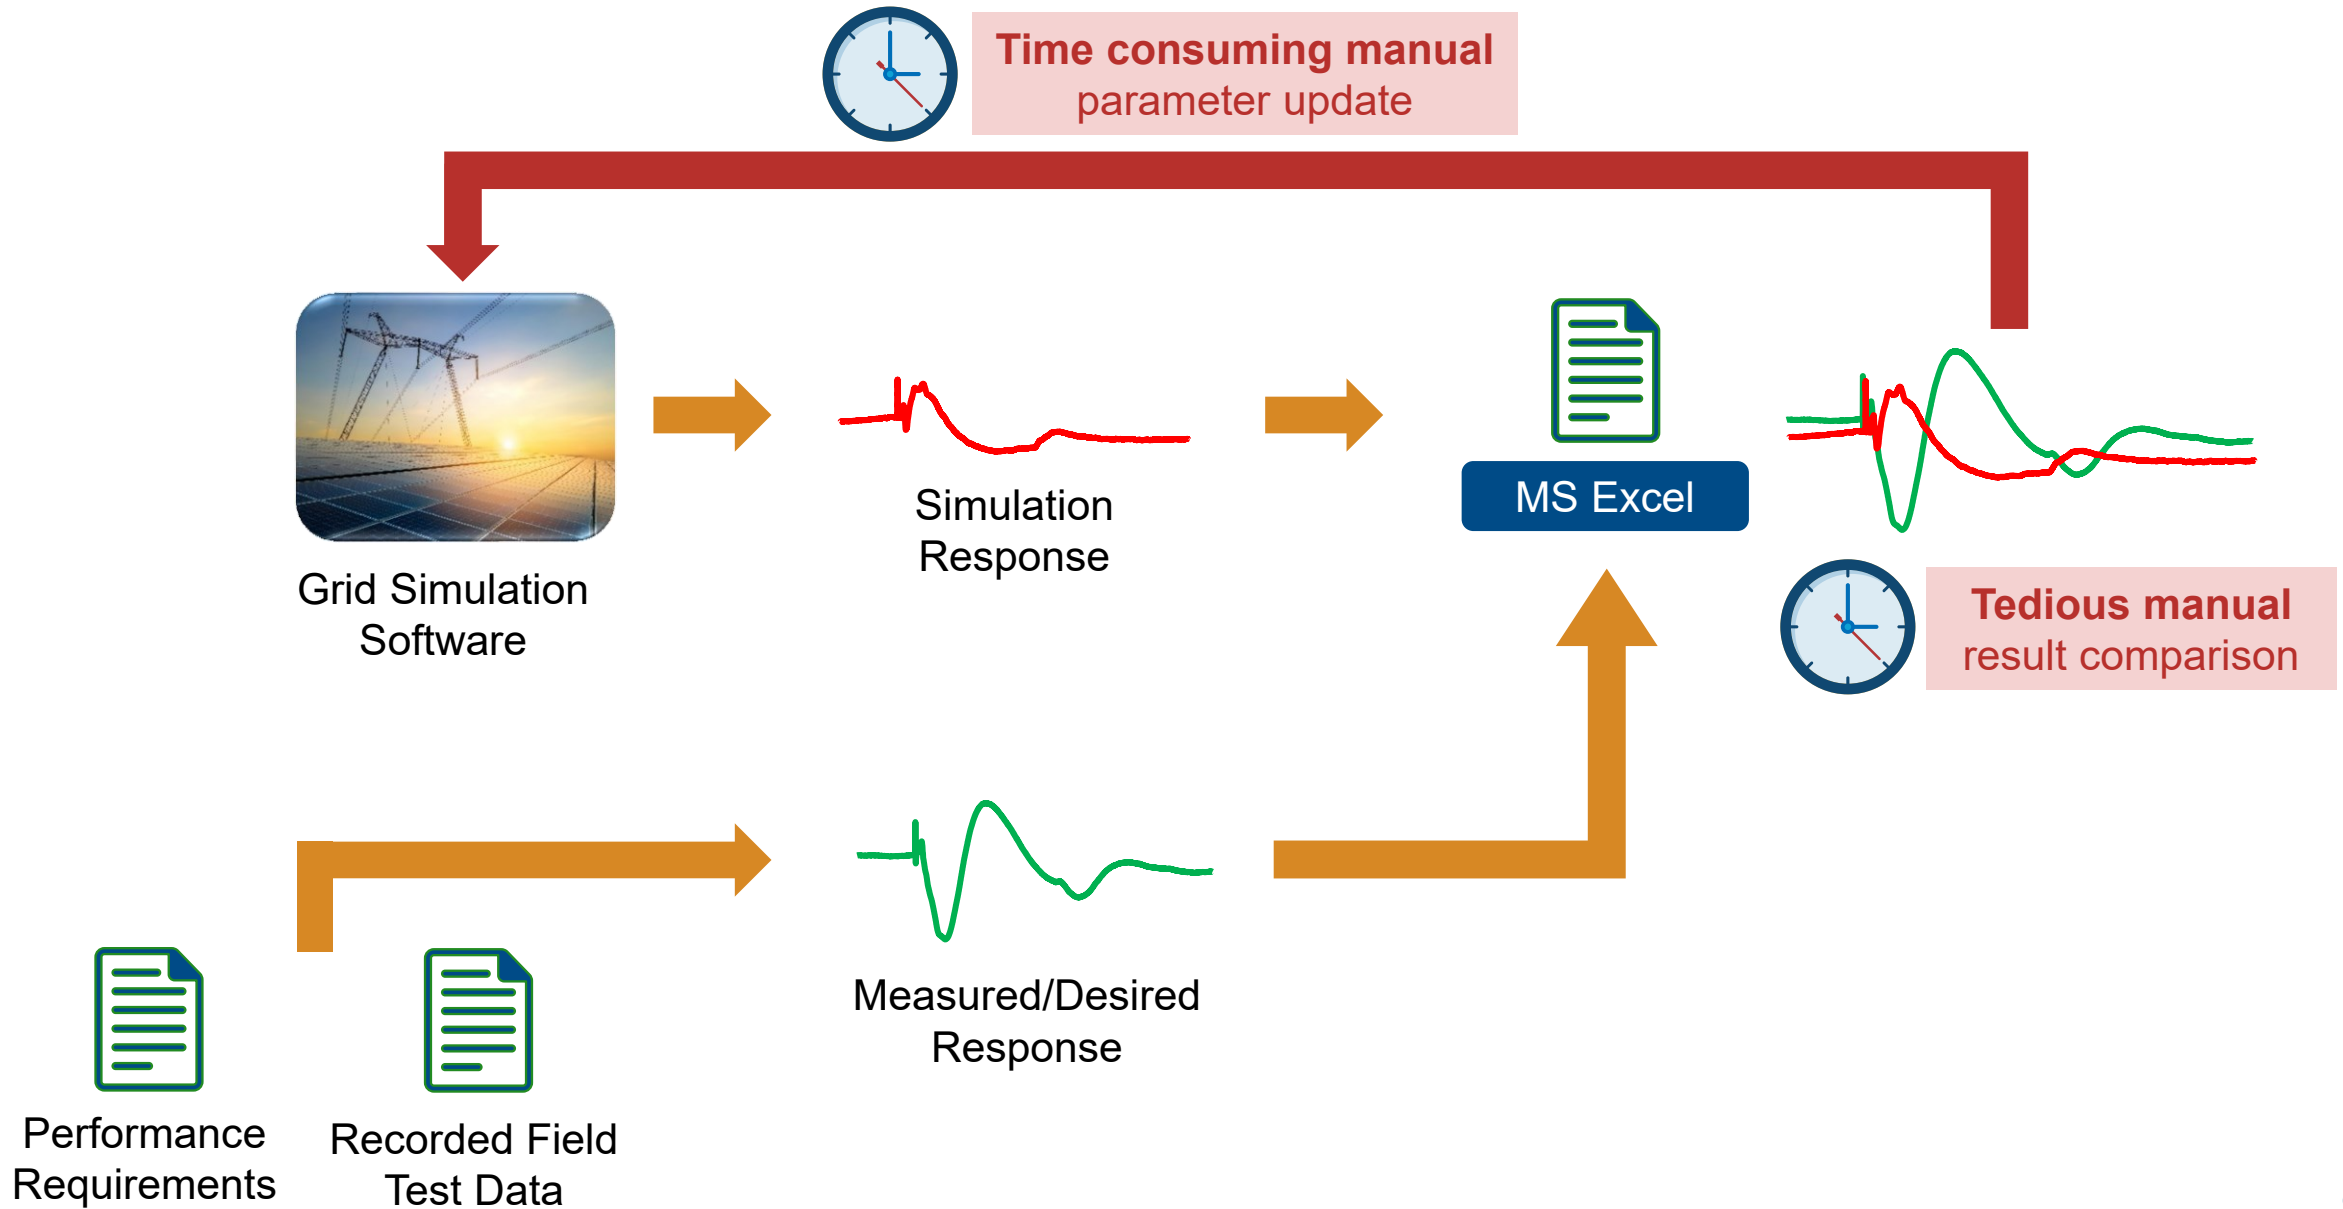 Time consuming manual
parameter update
MS Excel
Simulation
Response
Grid Simulation
Software
Tedious manual
result comparison
Measured/Desired
Response
Performance
Requirements
Recorded Field
Test Data